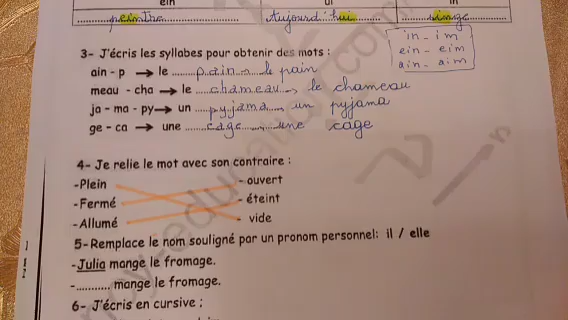 ein ui in
peintre aujourd'hui singe
in - im
ein - eim
ain - aim
3- J'écris les syllabes pour obtenir des mots :
ain - p → le pain → le pain
meau - cha → le chameau → le chameau
ja - ma - py → un pyjama → un pyjama
ge - ca → une cage → une cage
4- Je relie le mot avec son contraire :
-Plein - ouvert
-Fermé - éteint
-Allumé - vide
5- Remplace le nom souligné par un pronom personnel: il / elle
-Julia mange le fromage.
-........... mange le fromage.
6- J'écris en cursive :